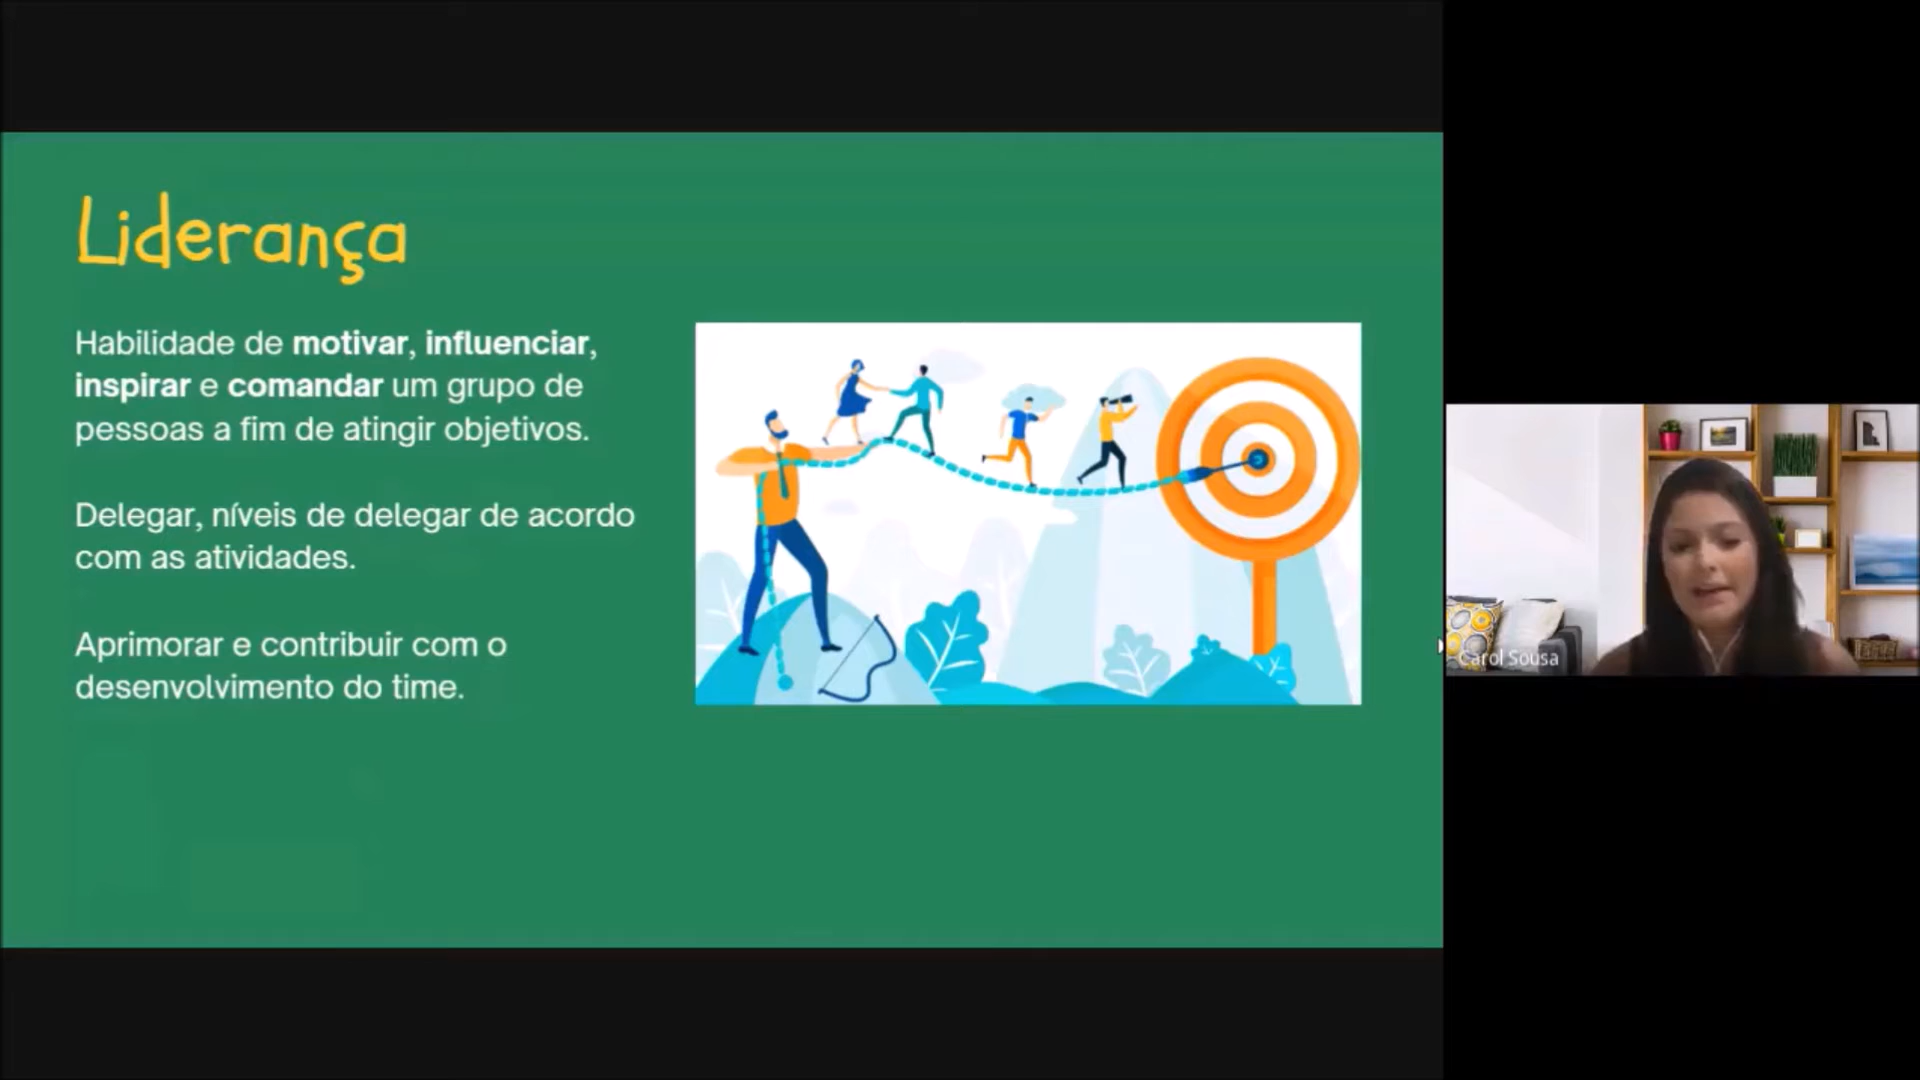 Liderança
Habilidade de motivar, influenciar,
inspirar e comandar um grupo de
pessoas a fim de atingir objetivos.
Delegar, níveis de delegar de acordo
com as atividades.
Aprimorar e contribuir com o
desenvolvimento do time.
Carol Sousa